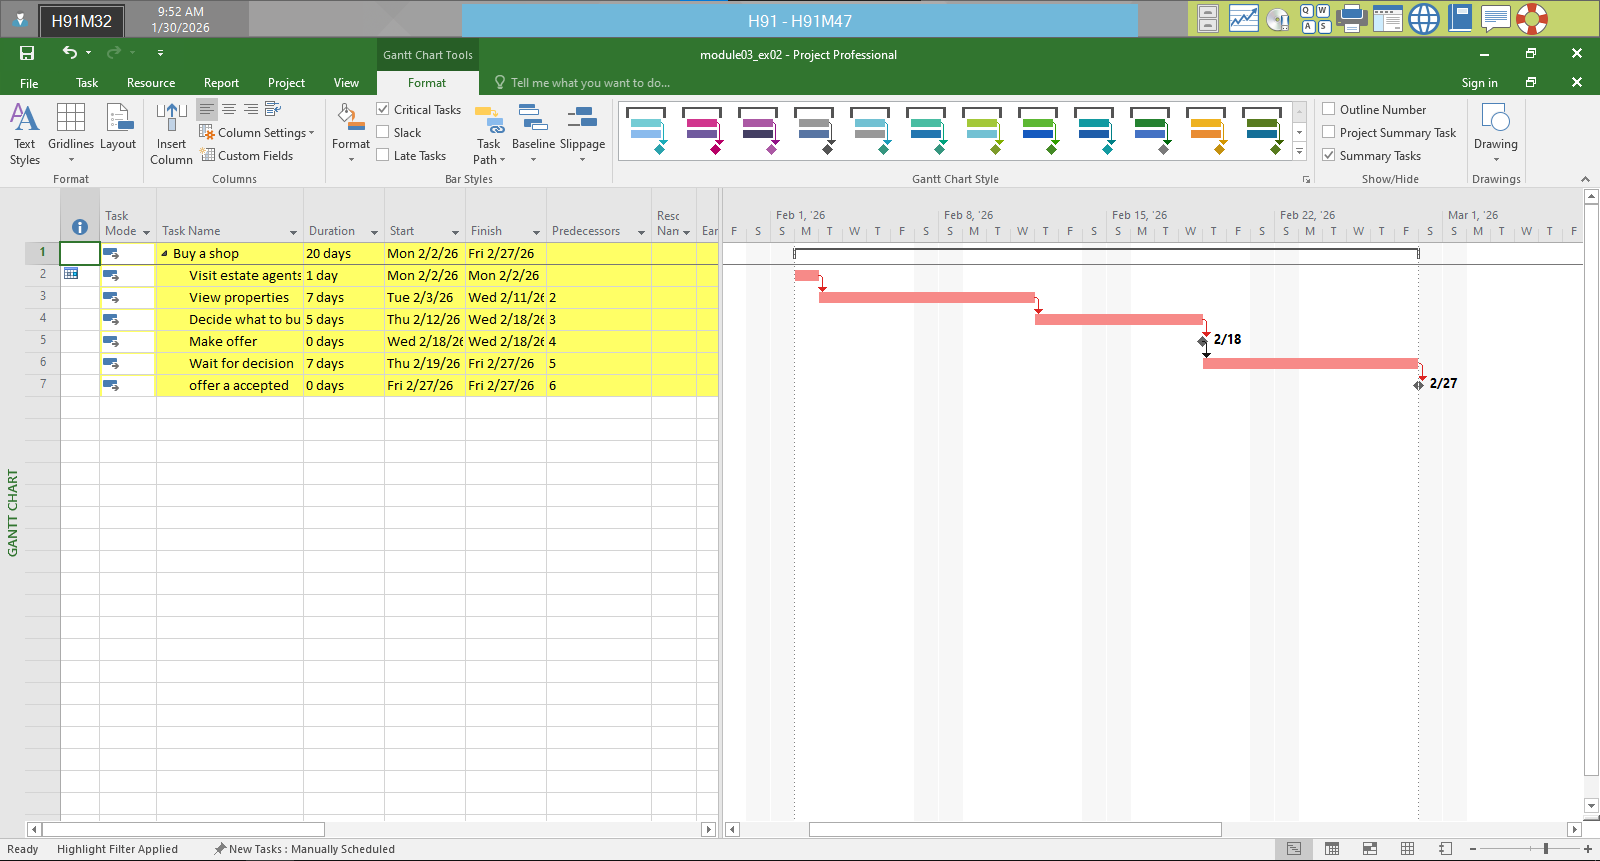 H91M32
9:52 AM
1/30/2026
H91 - H91M47
Q W
A S
Gantt Chart Tools
module03_ex02 - Project Professional
File
Task
Resource
Report
Project
View
Format
Tell me what you want to do...
Sign in
Text
Styles
Gridlines
Layout
Format
Insert
Column
Column Settings
Custom Fields
Columns
Format
Critical Tasks
Slack
Late Tasks
Task
Path
Baseline
Slippage
Bar Styles
Gantt Chart Style
Outline Number
Project Summary Task
Summary Tasks
Show/Hide
Drawing
Drawings
Task
Mode
Task Name
Duration
Start
Finish
Predecessors
Resc
Nan
Ear
Feb 1, '26
Feb 8, '26
Feb 15, '26
Feb 22, '26
Mar 1, '26
F S S M T W T F S S M T W T F S S M T W T F S S M T W T F S S M T W T F
1 Buy a shop 20 days Mon 2/2/26 Fri 2/27/26
2 Visit estate agents 1 day Mon 2/2/26 Mon 2/2/26
3 View properties 7 days Tue 2/3/26 Wed 2/11/26 2
4 Decide what to bu 5 days Thu 2/12/26 Wed 2/18/26 3
5 Make offer 0 days Wed 2/18/26 Wed 2/18/26 4
2/18
6 Wait for decision 7 days Thu 2/19/26 Fri 2/27/26 5
7 offer a accepted 0 days Fri 2/27/26 Fri 2/27/26 6
2/27
GANTT CHART
Ready
Highlight Filter Applied
New Tasks : Manually Scheduled